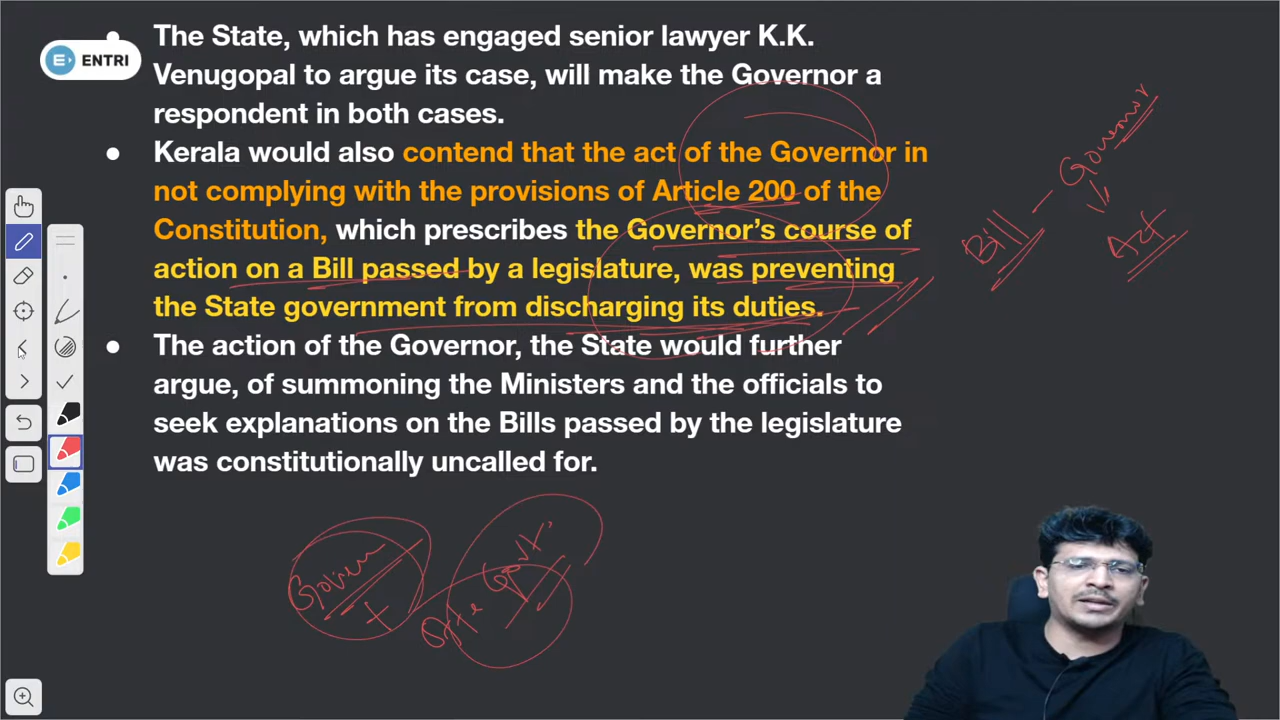 The State, which has engaged senior lawyer K.K.
ENTRI
Venugopal to argue its case, will make the Governor a
respondent in both cases.
Kerala would also contend that the act of the Governor in
not complying with the provisions of Article 200 of the
Constitution, which prescribes the Governor's course of
action on a Bill passed by a legislature, was preventing
the State government from discharging its duties.
The action of the Governor, the State would further
argue, of summoning the Ministers and the officials to
seek explanations on the Bills passed by the legislature
was constitutionally uncalled for.
Bill - Governor
Act
Govt